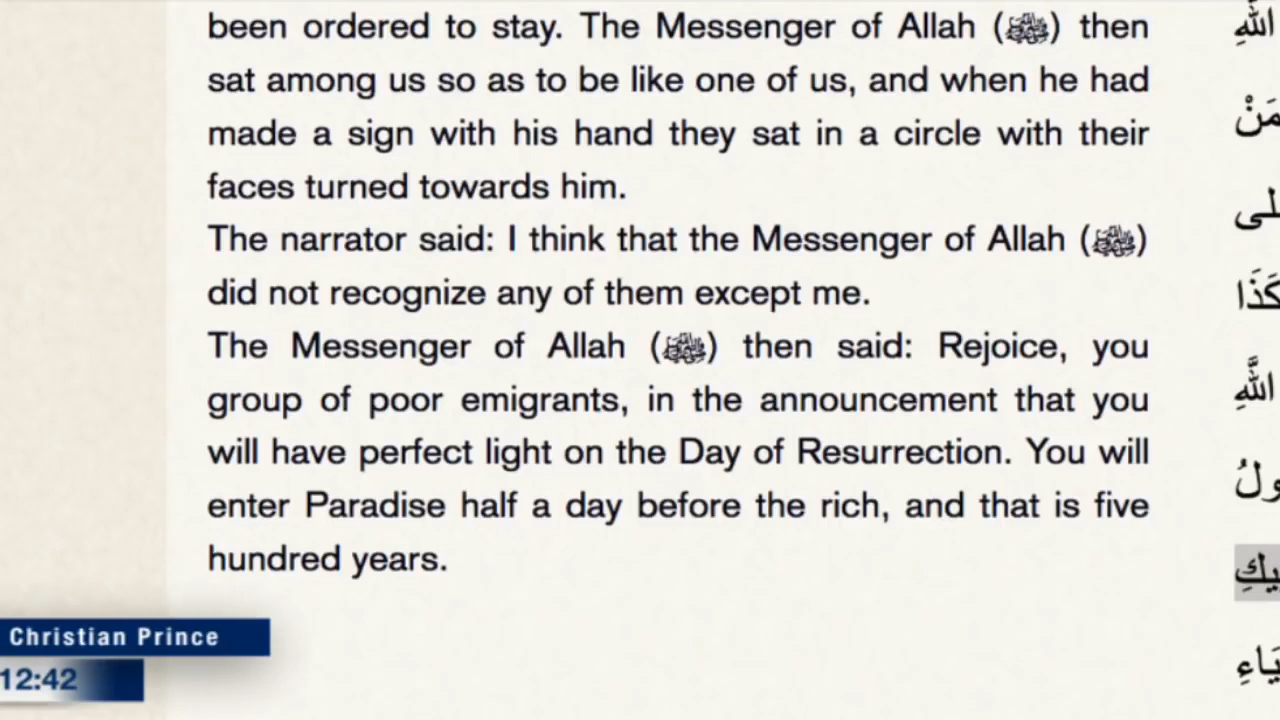 been ordered to stay. The Messenger of Allah (ﷺ) then
sat among us so as to be like one of us, and when he had
made a sign with his hand they sat in a circle with their
faces turned towards him.
The narrator said: I think that the Messenger of Allah (ﷺ)
did not recognize any of them except me.
The Messenger of Allah (ﷺ) then said: Rejoice, you
group of poor emigrants, in the announcement that you
will have perfect light on the Day of Resurrection. You will
enter Paradise half a day before the rich, and that is five
hundred years.
اللَّهِ
مَنْ
كَذَا
اللَّهِ
Christian Prince
12:42